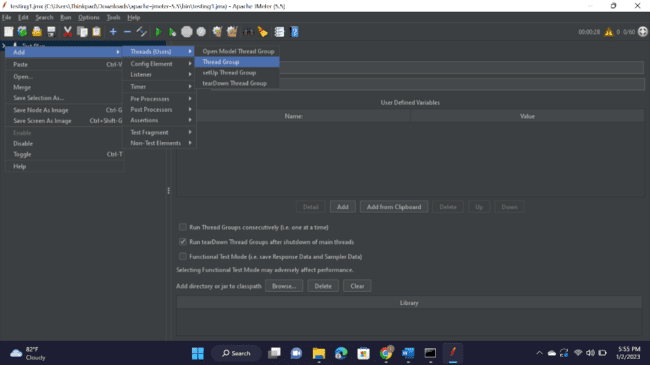 testing1.jmx (C:\Users\Thinkpad\Downloads\apache-jmeter-5.5\bin\testing1.jmx) - Apache JMeter (5.5)
File Edit Search Run Options Tools Help
00:00:28 0 0/60
Test Plan
Add
Paste Ctrl-V
Open...
Merge
Save Selection As...
Save Node As Image Ctrl-G
Save Screen As Image Ctrl+Shift-G
Enable
Disable
Toggle Ctrl-T
Help
Threads (Users)
Config Element
Listener
Timer
Pre Processors
Post Processors
Assertions
Test Fragment
Non-Test Elements
Open Model Thread Group
Thread Group
setUp Thread Group
tearDown Thread Group
User Defined Variables
Name: Value
Detail Add Add from Clipboard Delete Up Down
Run Thread Groups consecutively (i.e. one at a time)
Run tearDown Thread Groups after shutdown of main threads
Functional Test Mode (i.e. save Response Data and Sampler Data)
Selecting Functional Test Mode may adversely affect performance.
Add directory or jar to classpath Browse... Delete Clear
Library
82°F
Cloudy
Search
5:55 PM
1/2/2023